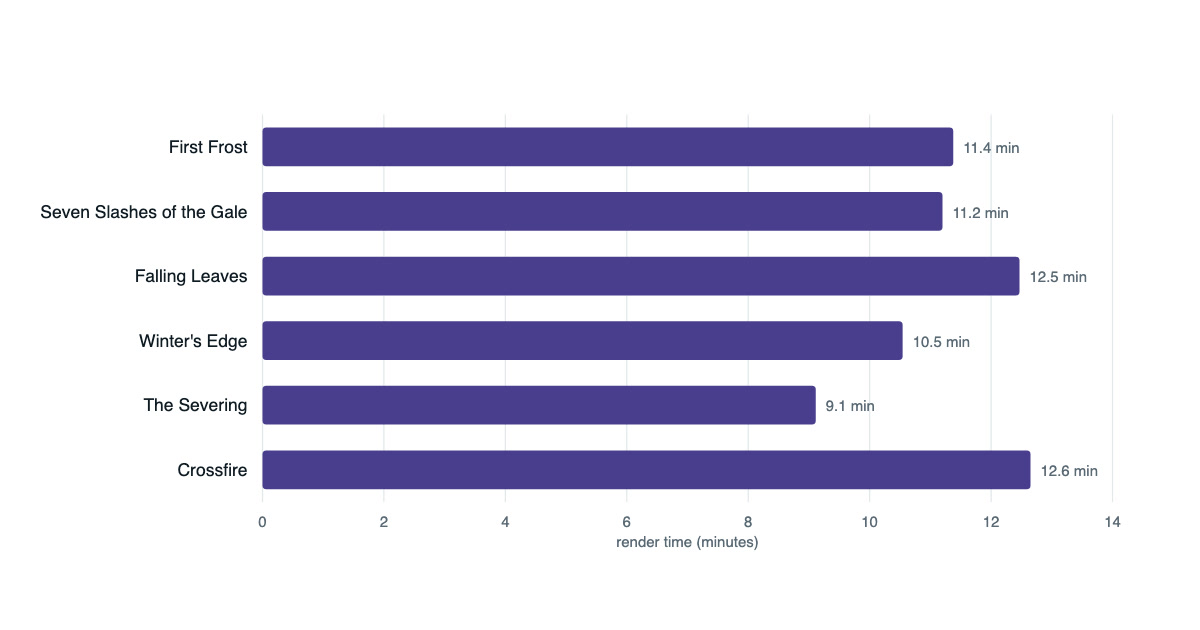 First Frost 11.4 min
Seven Slashes of the Gale 11.2 min
Falling Leaves 12.5 min
Winter's Edge 10.5 min
The Severing 9.1 min
Crossfire 12.6 min
0 2 4 6 8 10 12 14
render time (minutes)